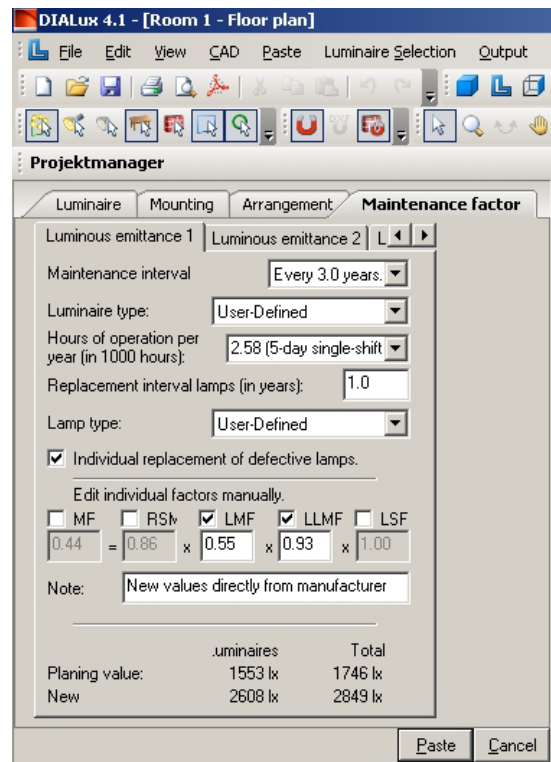 DIALux 4.1 - [Room 1 - Floor plan]
File Edit View CAD Paste Luminaire Selection Output
Projektmanager
Luminaire Mounting Arrangement Maintenance factor
Luminous emittance 1 Luminous emittance 2 L
Maintenance interval Every 3.0 years.
Luminaire type: User-Defined
Hours of operation per year (in 1000 hours): 2.58 (5-day single-shift
Replacement interval lamps (in years): 1.0
Lamp type: User-Defined
Individual replacement of defective lamps.
Edit individual factors manually.
MF RSM LMF LLMF LSF
0.44 = 0.86 x 0.55 x 0.93 x 1.00
Note: New values directly from manufacturer
.uminaires Total
Planing value: 1553 lx 1746 lx
New 2608 lx 2849 lx
Paste Cancel